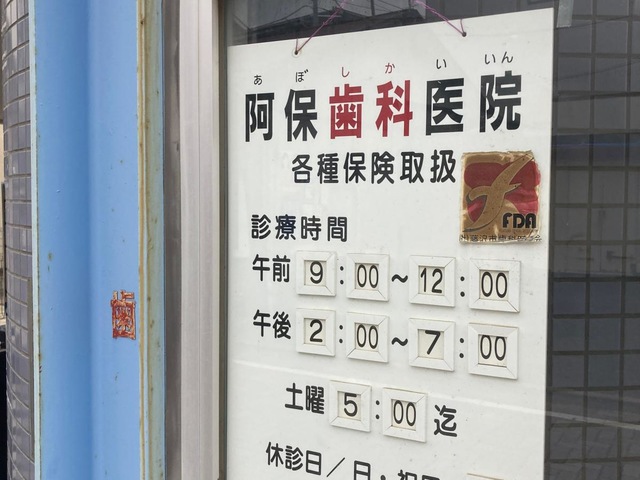 あぼしかいいん
阿保歯科医院
各種保険取扱
FDA
診療時間
午前 9:00~12:00
午後 2:00~7:00
土曜 5:00迄
休診日/日・祝